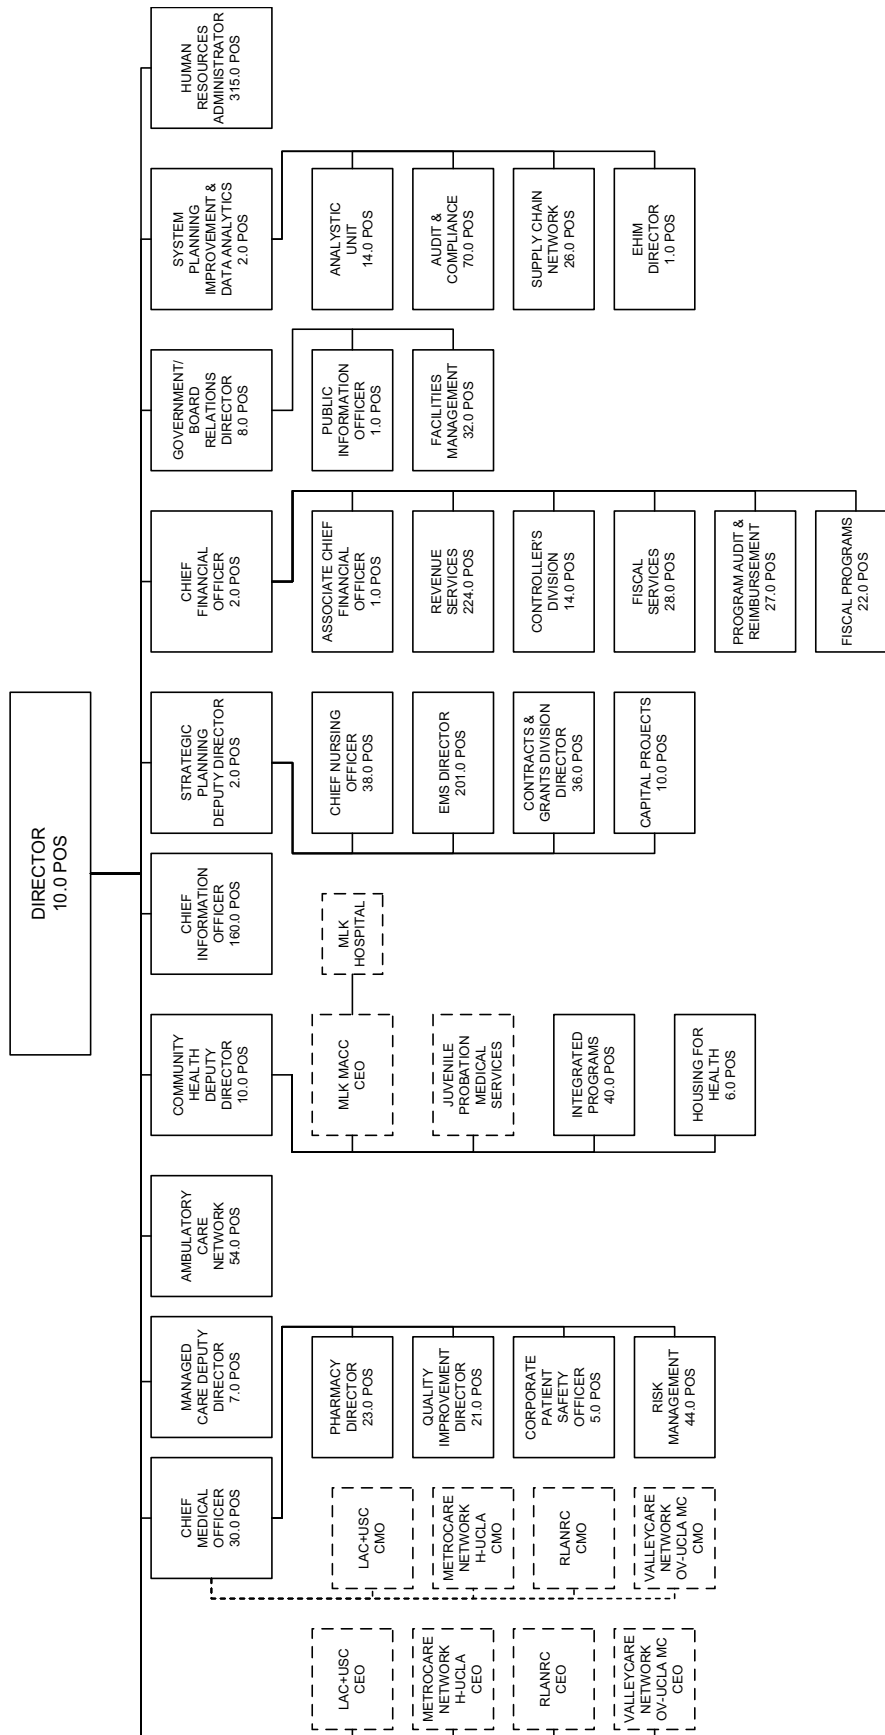 DIRECTOR
10.0 POS
CHIEF
MEDICAL
OFFICER
30.0 POS
MANAGED
CARE DEPUTY
DIRECTOR
7.0 POS
AMBULATORY
CARE
NETWORK
54.0 POS
COMMUNITY
HEALTH
DEPUTY
DIRECTOR
10.0 POS
CHIEF
INFORMATION
OFFICER
160.0 POS
STRATEGIC
PLANNING
DEPUTY DIRECTOR
2.0 POS
CHIEF
FINANCIAL
OFFICER
2.0 POS
GOVERNMENT/
BOARD
RELATIONS
DIRECTOR
8.0 POS
SYSTEM
PLANNING
IMPROVEMENT &
DATA ANALYTICS
2.0 POS
HUMAN
RESOURCES
ADMINISTRATOR
315.0 POS
LAC+USC
CEO
METROCARE
NETWORK
H-UCLA
CEO
RLANRC
CEO
VALLEYCARE
NETWORK
OV-UCLA MC
CEO
LAC+USC
CMO
METROCARE
NETWORK
H-UCLA
CMO
RLANRC
CMO
VALLEYCARE
NETWORK
OV-UCLA MC
CMO
PHARMACY
DIRECTOR
23.0 POS
QUALITY
IMPROVEMENT
DIRECTOR
21.0 POS
CORPORATE
PATIENT
SAFETY
OFFICER
5.0 POS
RISK
MANAGEMENT
44.0 POS
MLK MACC
CEO
MLK
HOSPITAL
JUVENILE
PROBATION
MEDICAL
SERVICES
INTEGRATED
PROGRAMS
40.0 POS
HOUSING FOR
HEALTH
6.0 POS
CHIEF NURSING
OFFICER
38.0 POS
EMS DIRECTOR
201.0 POS
CONTRACTS &
GRANTS DIVISION
DIRECTOR
36.0 POS
CAPITAL PROJECTS
10.0 POS
ASSOCIATE CHIEF
FINANCIAL
OFFICER
1.0 POS
REVENUE
SERVICES
224.0 POS
CONTROLLER'S
DIVISION
14.0 POS
FISCAL
SERVICES
28.0 POS
PROGRAM AUDIT &
REIMBURSEMENT
27.0 POS
FISCAL PROGRAMS
22.0 POS
PUBLIC
INFORMATION
OFFICER
1.0 POS
FACILITIES
MANAGEMENT
32.0 POS
ANALYSTIC
UNIT
14.0 POS
AUDIT &
COMPLIANCE
70.0 POS
SUPPLY CHAIN
NETWORK
26.0 POS
EHIM
DIRECTOR
1.0 POS